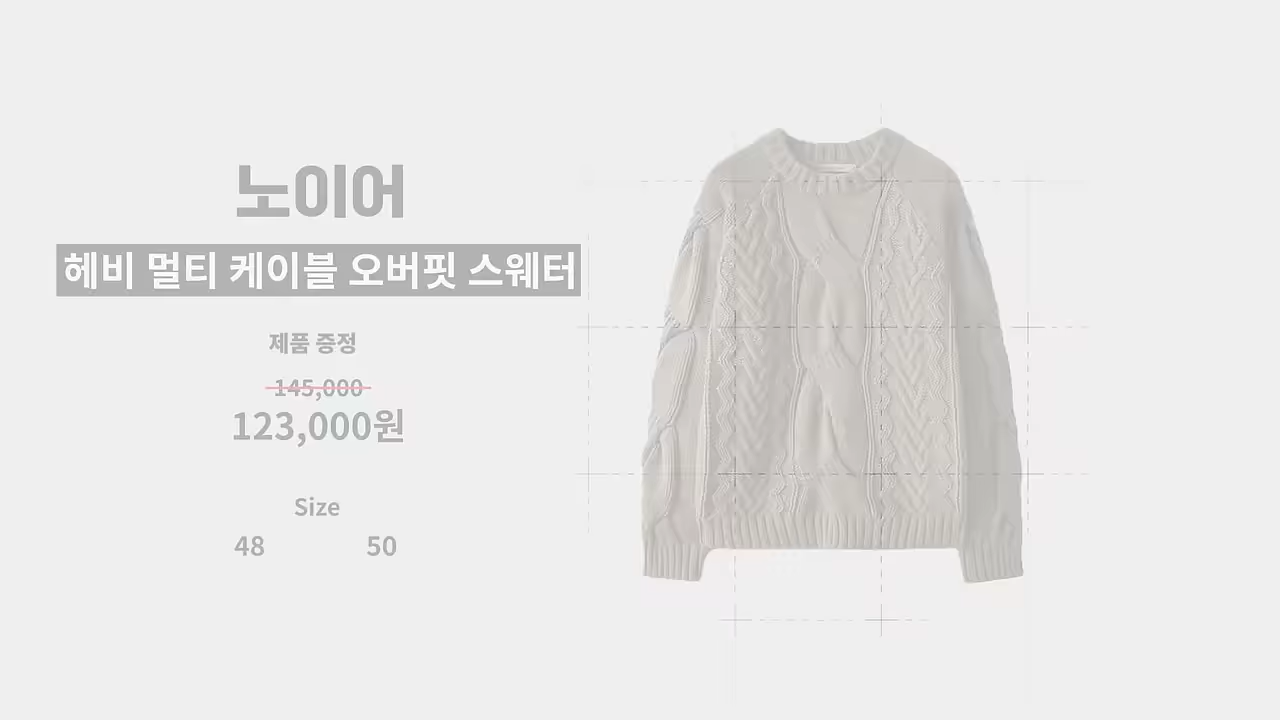 노이어
헤비 멀티 케이블 오버핏 스웨터
제품 증정
145,000
123,000원
Size
48 50